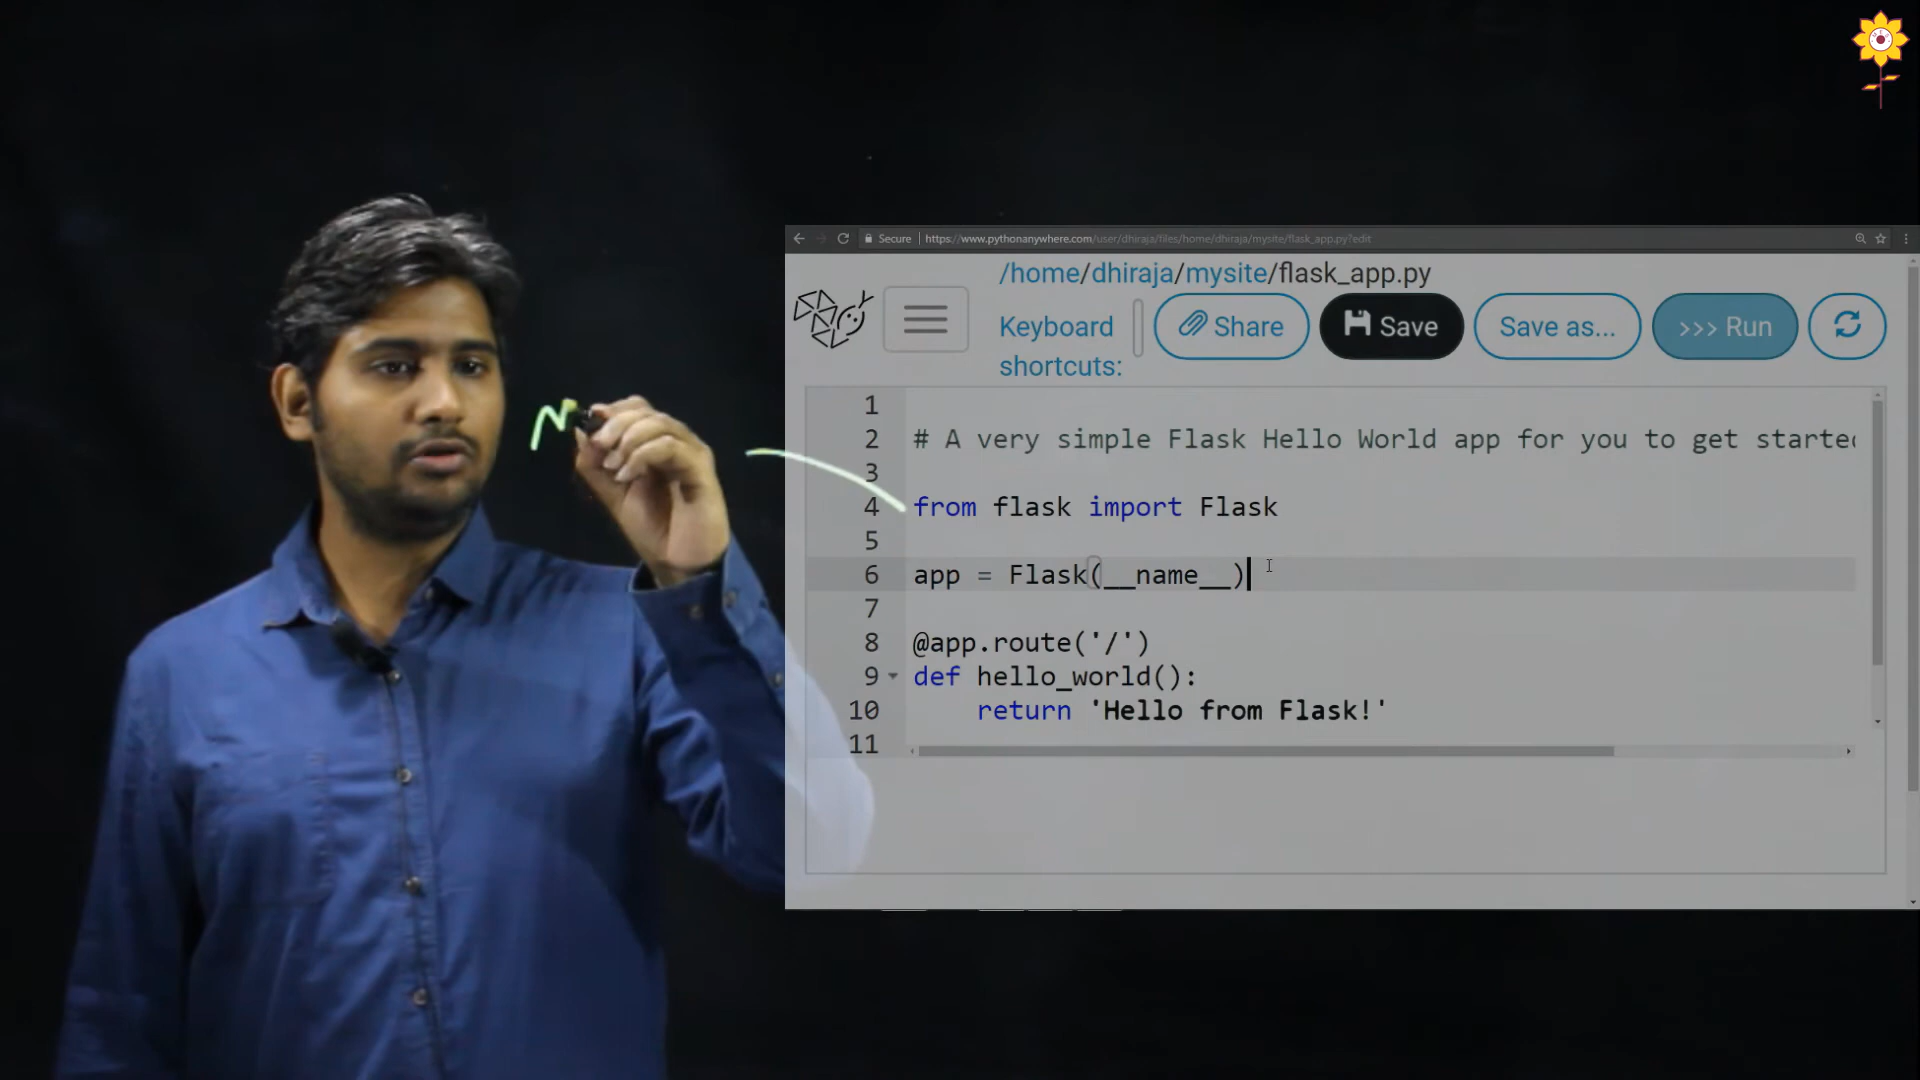 Secure
https://www.pythonanywhere.com/user/dhiraja/files/home/dhiraja/mysite/flask_app.py?edit
/home/dhiraja/mysite/flask_app.py
Keyboard shortcuts:
Share
Save
Save as...
>>> Run
1
2 # A very simple Flask Hello World app for you to get started
3
4 from flask import Flask
5
6 app = Flask(__name__)
7
8 @app.route('/')
9 def hello_world():
10 return 'Hello from Flask!'
11